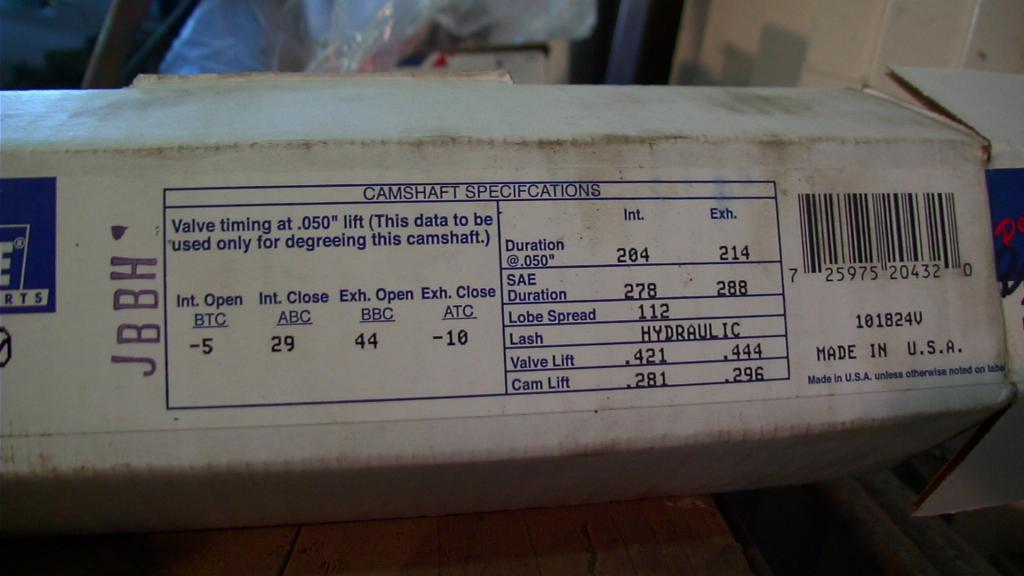 CAMSHAFT SPECIFCATIONS
Valve timing at .050" lift (This data to be
used only for degreeing this camshaft.)
Int. Open Int. Close Exh. Open Exh. Close
BTC ABC BBC ATC
-5 29 44 -10
Int. Exh.
Duration
@.050" 204 214
SAE
Duration 278 288
Lobe Spread 112
Lash HYDRAULIC
Valve Lift .421 .444
Cam Lift .281 .296
JBBH
E®
RTS
7 25975 20432 0
101824V
MADE IN U.S.A.
Made in U.S.A. unless otherwise noted on label